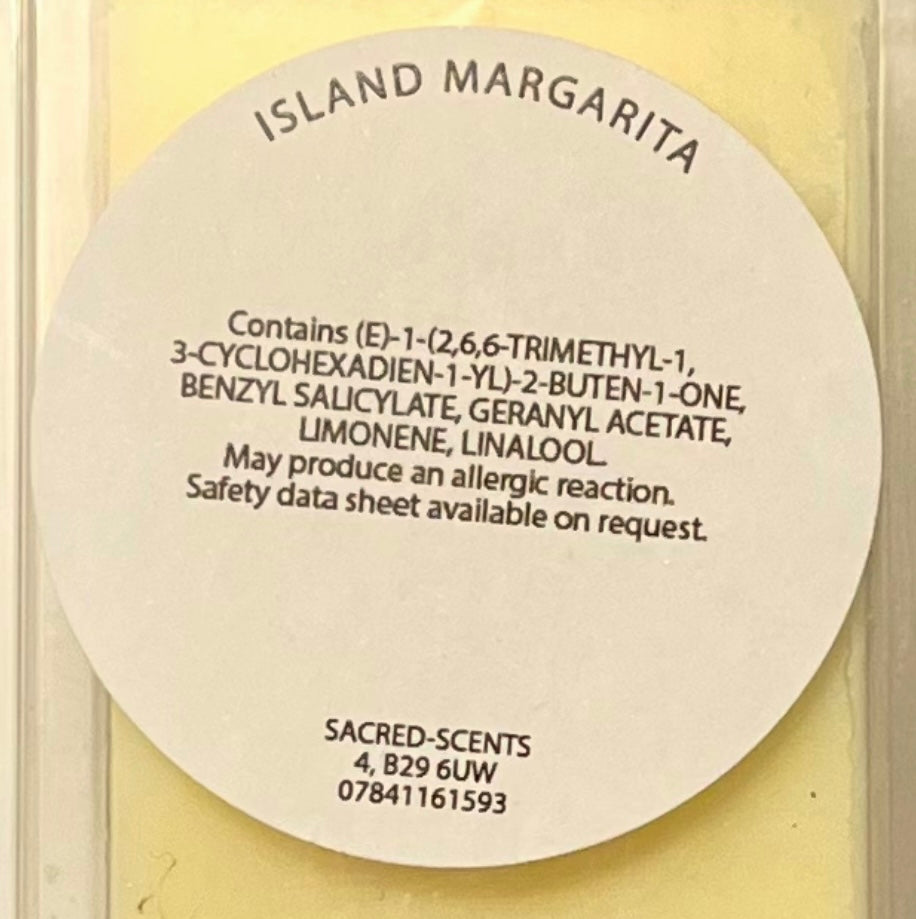 ISLAND MARGARITA
Contains (E)-1-(2,6,6-TRIMETHYL-1,
3-CYCLOHEXADIEN-1-YL)-2-BUTEN-1-ONE,
BENZYL SALICYLATE, GERANYL ACETATE,
LIMONENE, LINALOOL.
May produce an allergic reaction.
Safety data sheet available on request.
SACRED-SCENTS
4, B29 6UW
07841161593